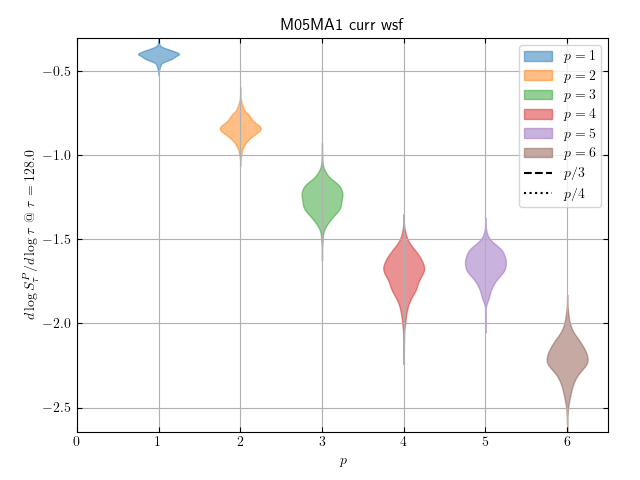 M05MA1 curr wsf
d log S_τ^P / d log τ @ τ = 128.0
−0.5
−1.0
−1.5
−2.0
−2.5
0 1 2 3 4 5 6
p
p = 1
p = 2
p = 3
p = 4
p = 5
p = 6
p/3
p/4